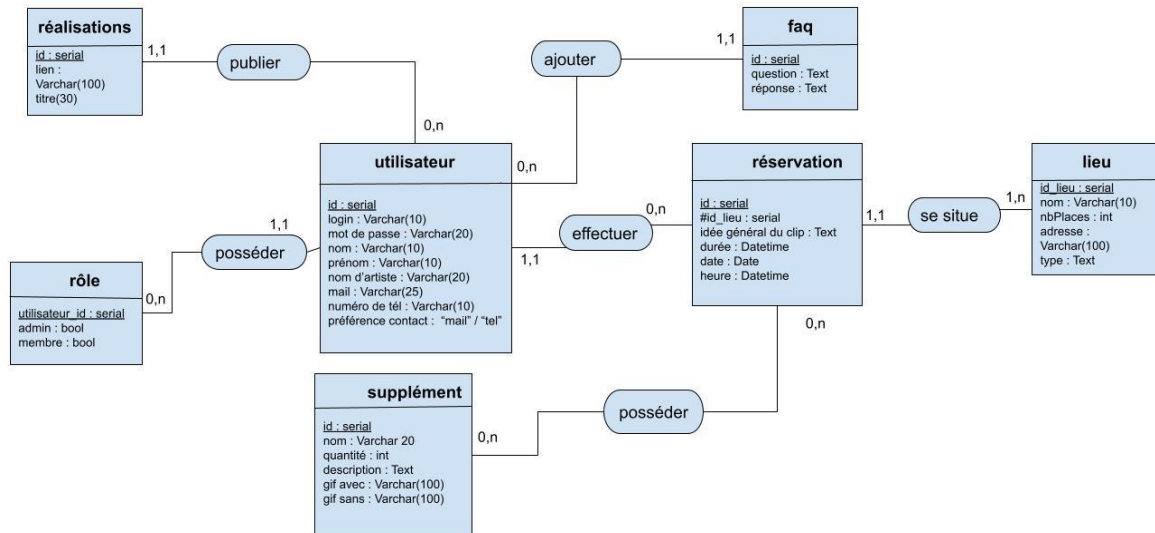 réalisations
id : serial
lien :
Varchar(100)
titre(30)
1,1
publier
0,n
ajouter
1,1
faq
id : serial
question : Text
réponse : Text
utilisateur
id : serial
login : Varchar(10)
mot de passe : Varchar(20)
nom : Varchar(10)
prénom : Varchar(10)
nom d'artiste : Varchar(20)
mail : Varchar(25)
numéro de tél : Varchar(10)
préférence contact : “mail” / “tel”
0,n
1,1
effectuer
0,n
réservation
id : serial
#id_lieu : serial
idée général du clip : Text
durée : Datetime
date : Date
heure : Datetime
1,1
se situe
1,n
lieu
id_lieu : serial
nom : Varchar(10)
nbPlaces : int
adresse :
Varchar(100)
type : Text
1,1
posséder
0,n
rôle
utilisateur_id : serial
admin : bool
membre : bool
supplément
id : serial
nom : Varchar 20
quantité : int
description : Text
gif avec : Varchar(100)
gif sans : Varchar(100)
0,n
posséder
0,n